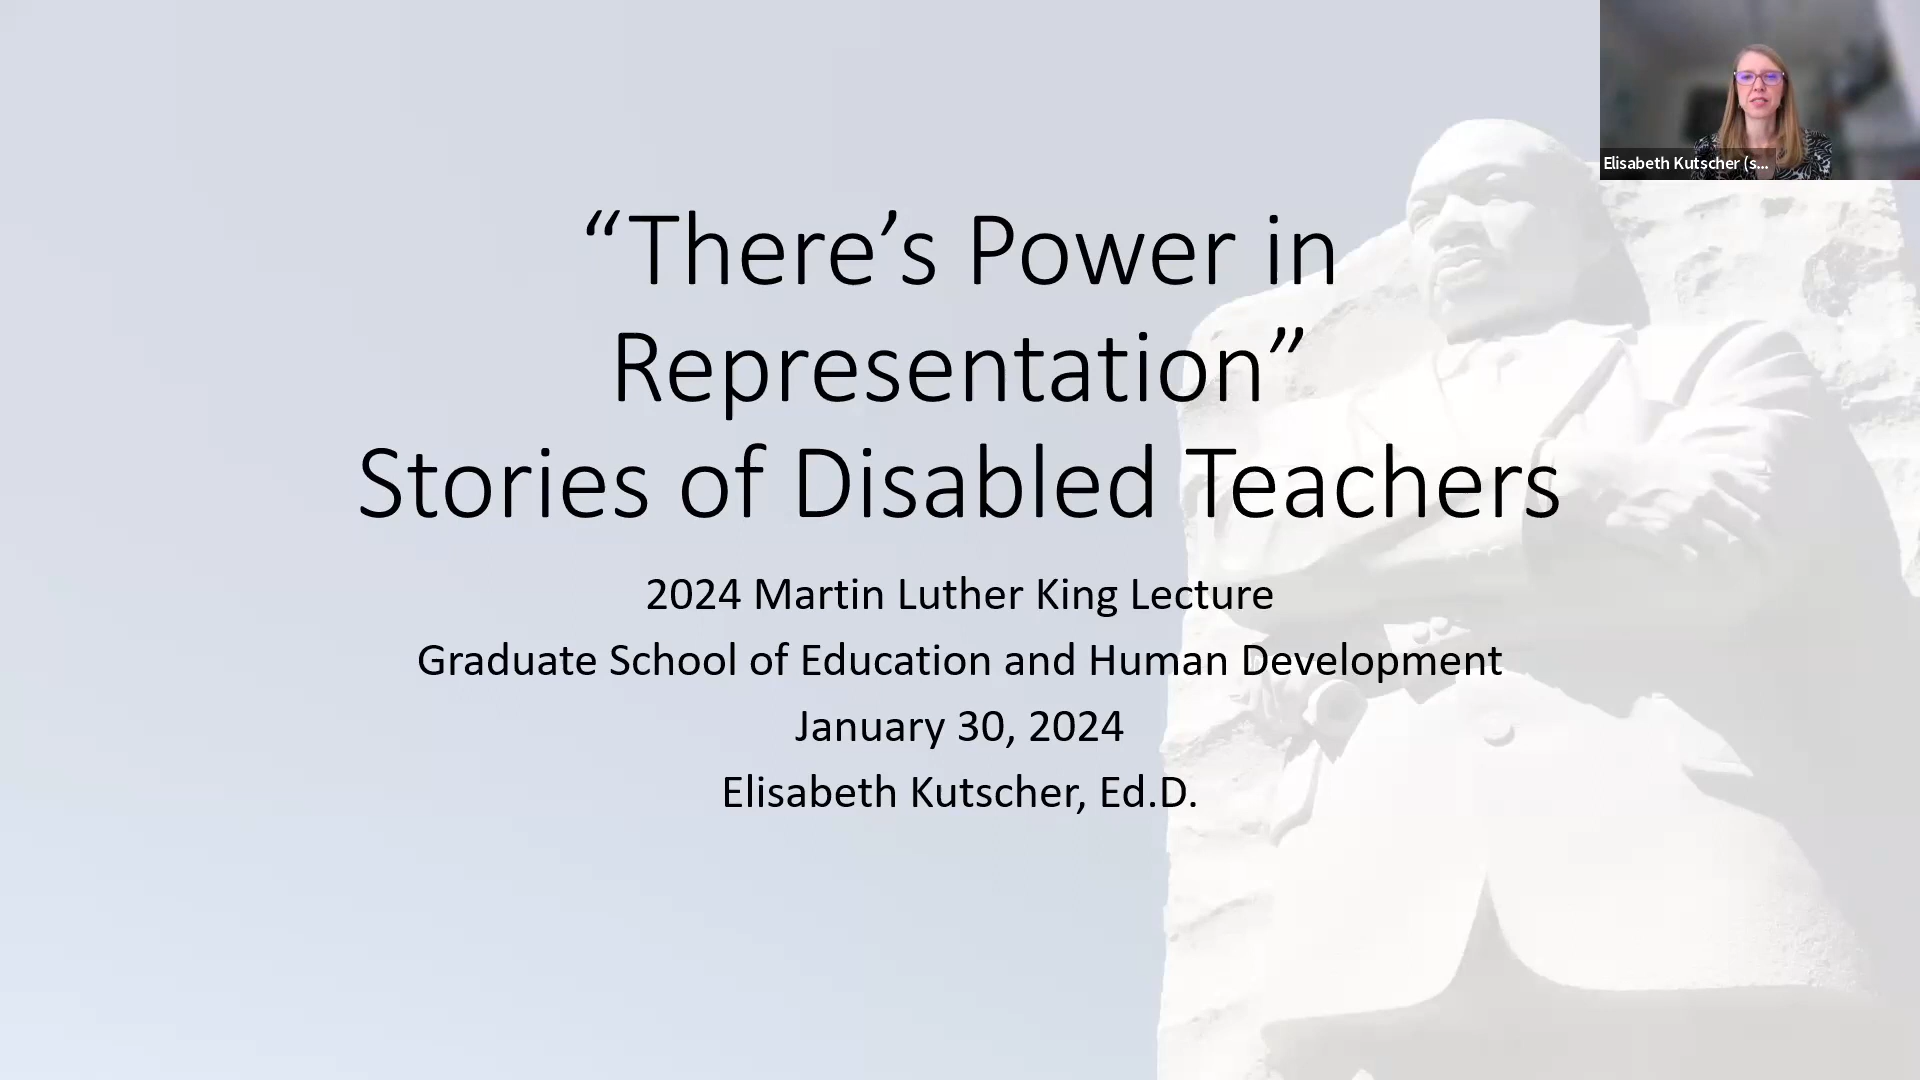 Elisabeth Kutscher (s...
“There’s Power in
Representation”
Stories of Disabled Teachers
2024 Martin Luther King Lecture
Graduate School of Education and Human Development
January 30, 2024
Elisabeth Kutscher, Ed.D.